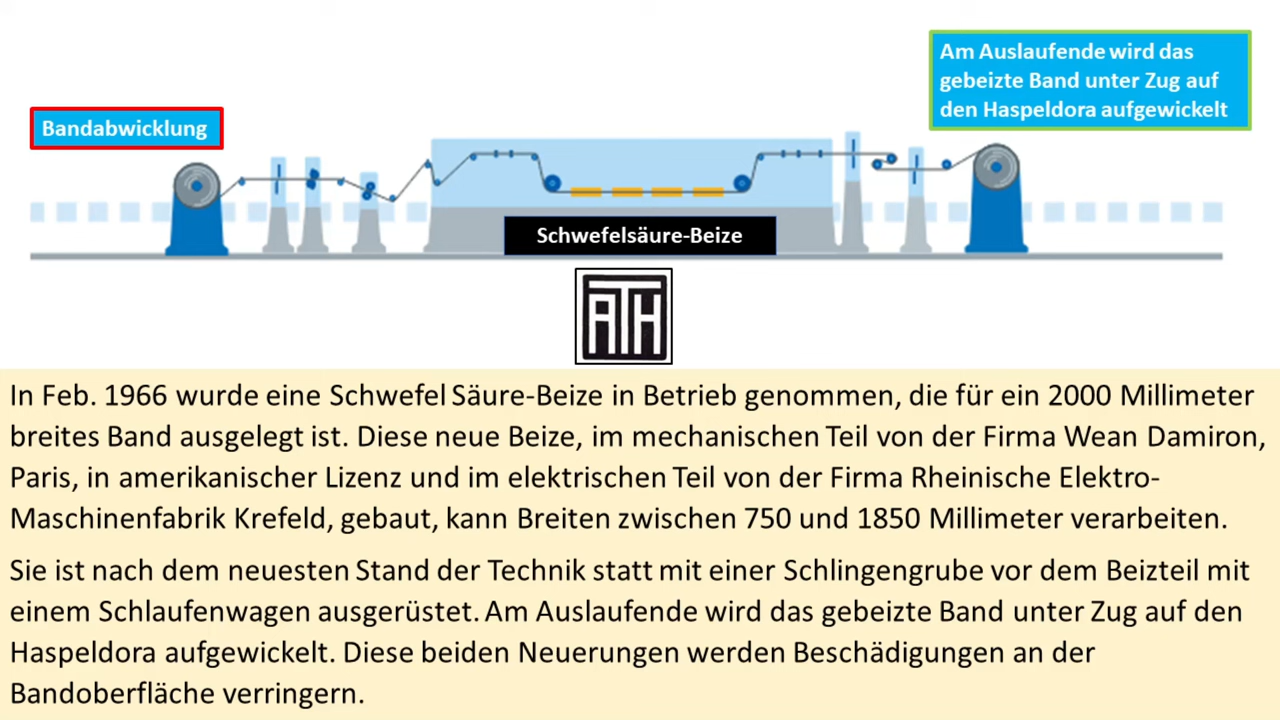 Am Auslaufende wird das
gebeizte Band unter Zug auf
den Haspeldora aufgewickelt
Bandabwicklung
Schwefelsäure-Beize
ATH
In Feb. 1966 wurde eine Schwefel Säure-Beize in Betrieb genommen, die für ein 2000 Millimeter
breites Band ausgelegt ist. Diese neue Beize, im mechanischen Teil von der Firma Wean Damiron,
Paris, in amerikanischer Lizenz und im elektrischen Teil von der Firma Rheinische Elektro-
Maschinenfabrik Krefeld, gebaut, kann Breiten zwischen 750 und 1850 Millimeter verarbeiten.
Sie ist nach dem neuesten Stand der Technik statt mit einer Schlingengrube vor dem Beizteil mit
einem Schlaufenwagen ausgerüstet. Am Auslaufende wird das gebeizte Band unter Zug auf den
Haspeldora aufgewickelt. Diese beiden Neuerungen werden Beschädigungen an der
Bandoberfläche verringern.